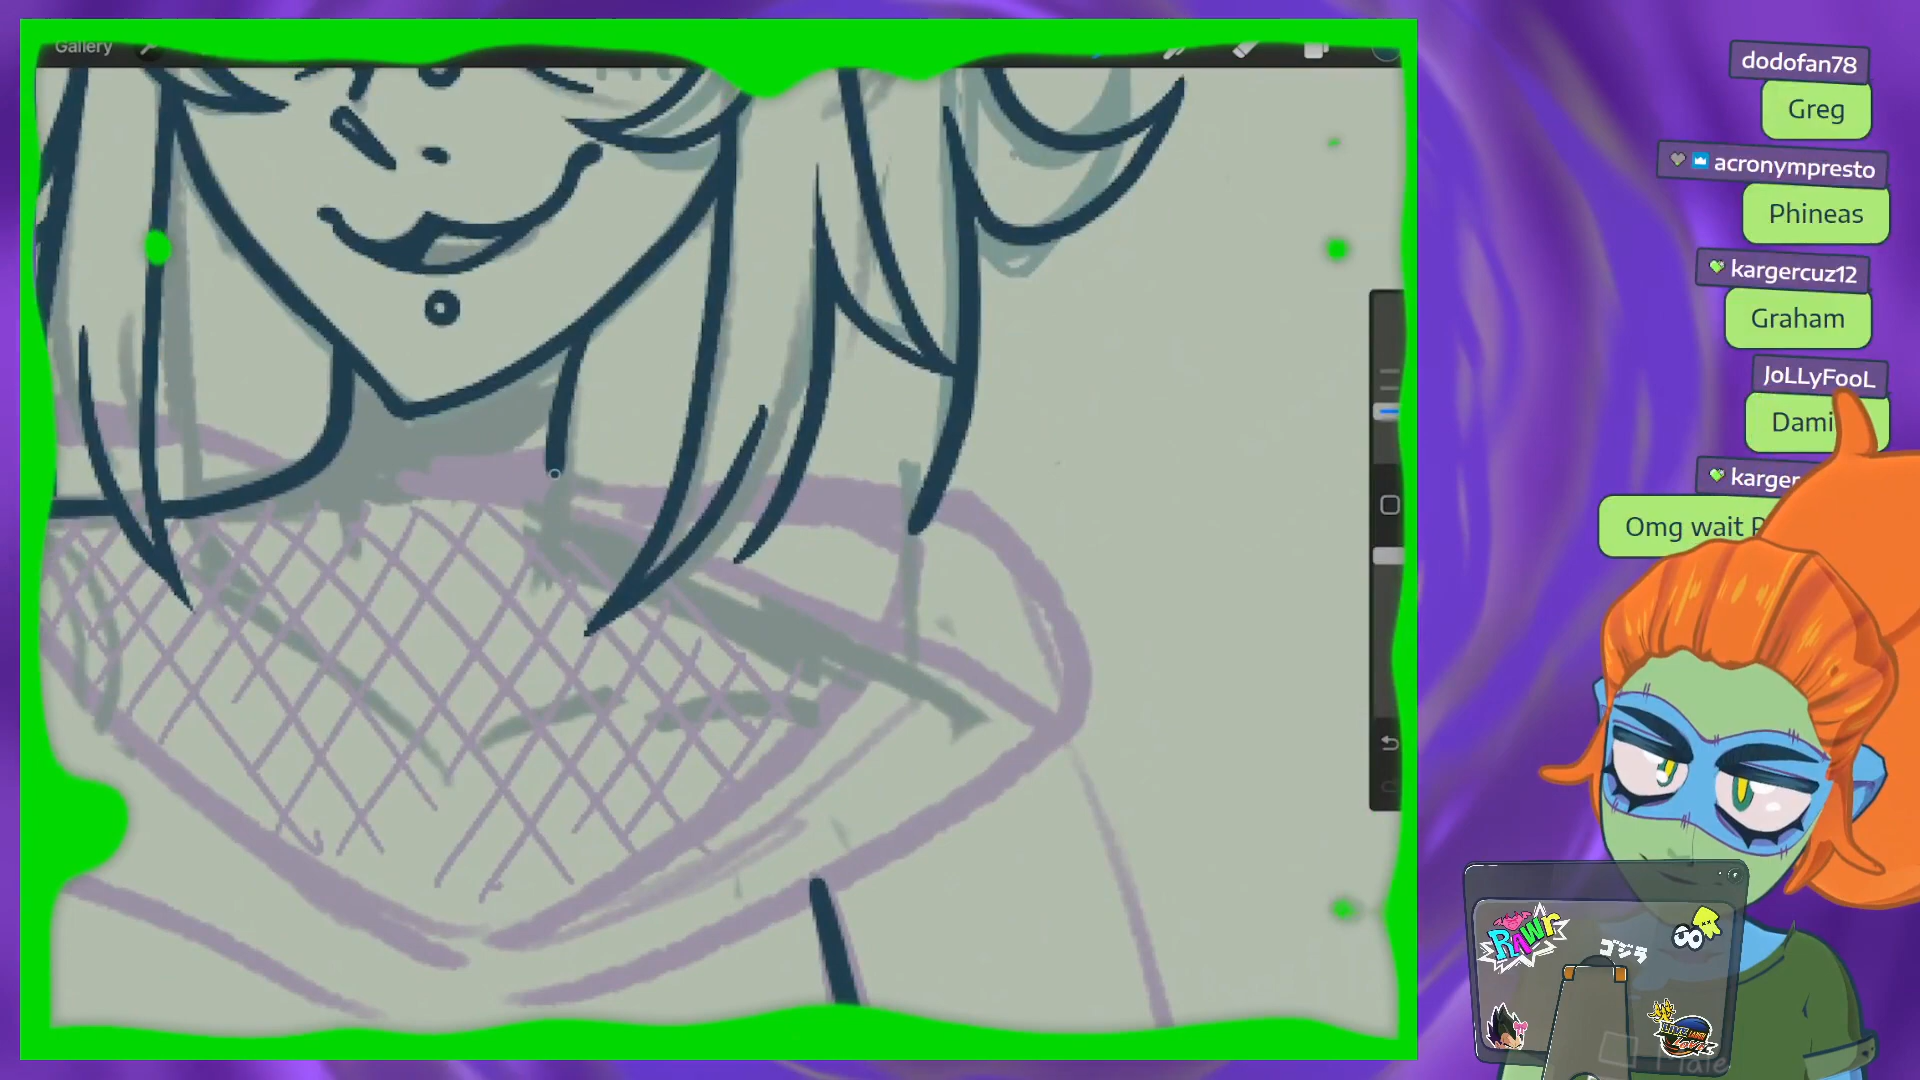 Gallery
dodofan78
Greg
acronympresto
Phineas
kargercuz12
Graham
JoLLyFooL
Dami
karger
Omg wait
RAWr
ゴジラ